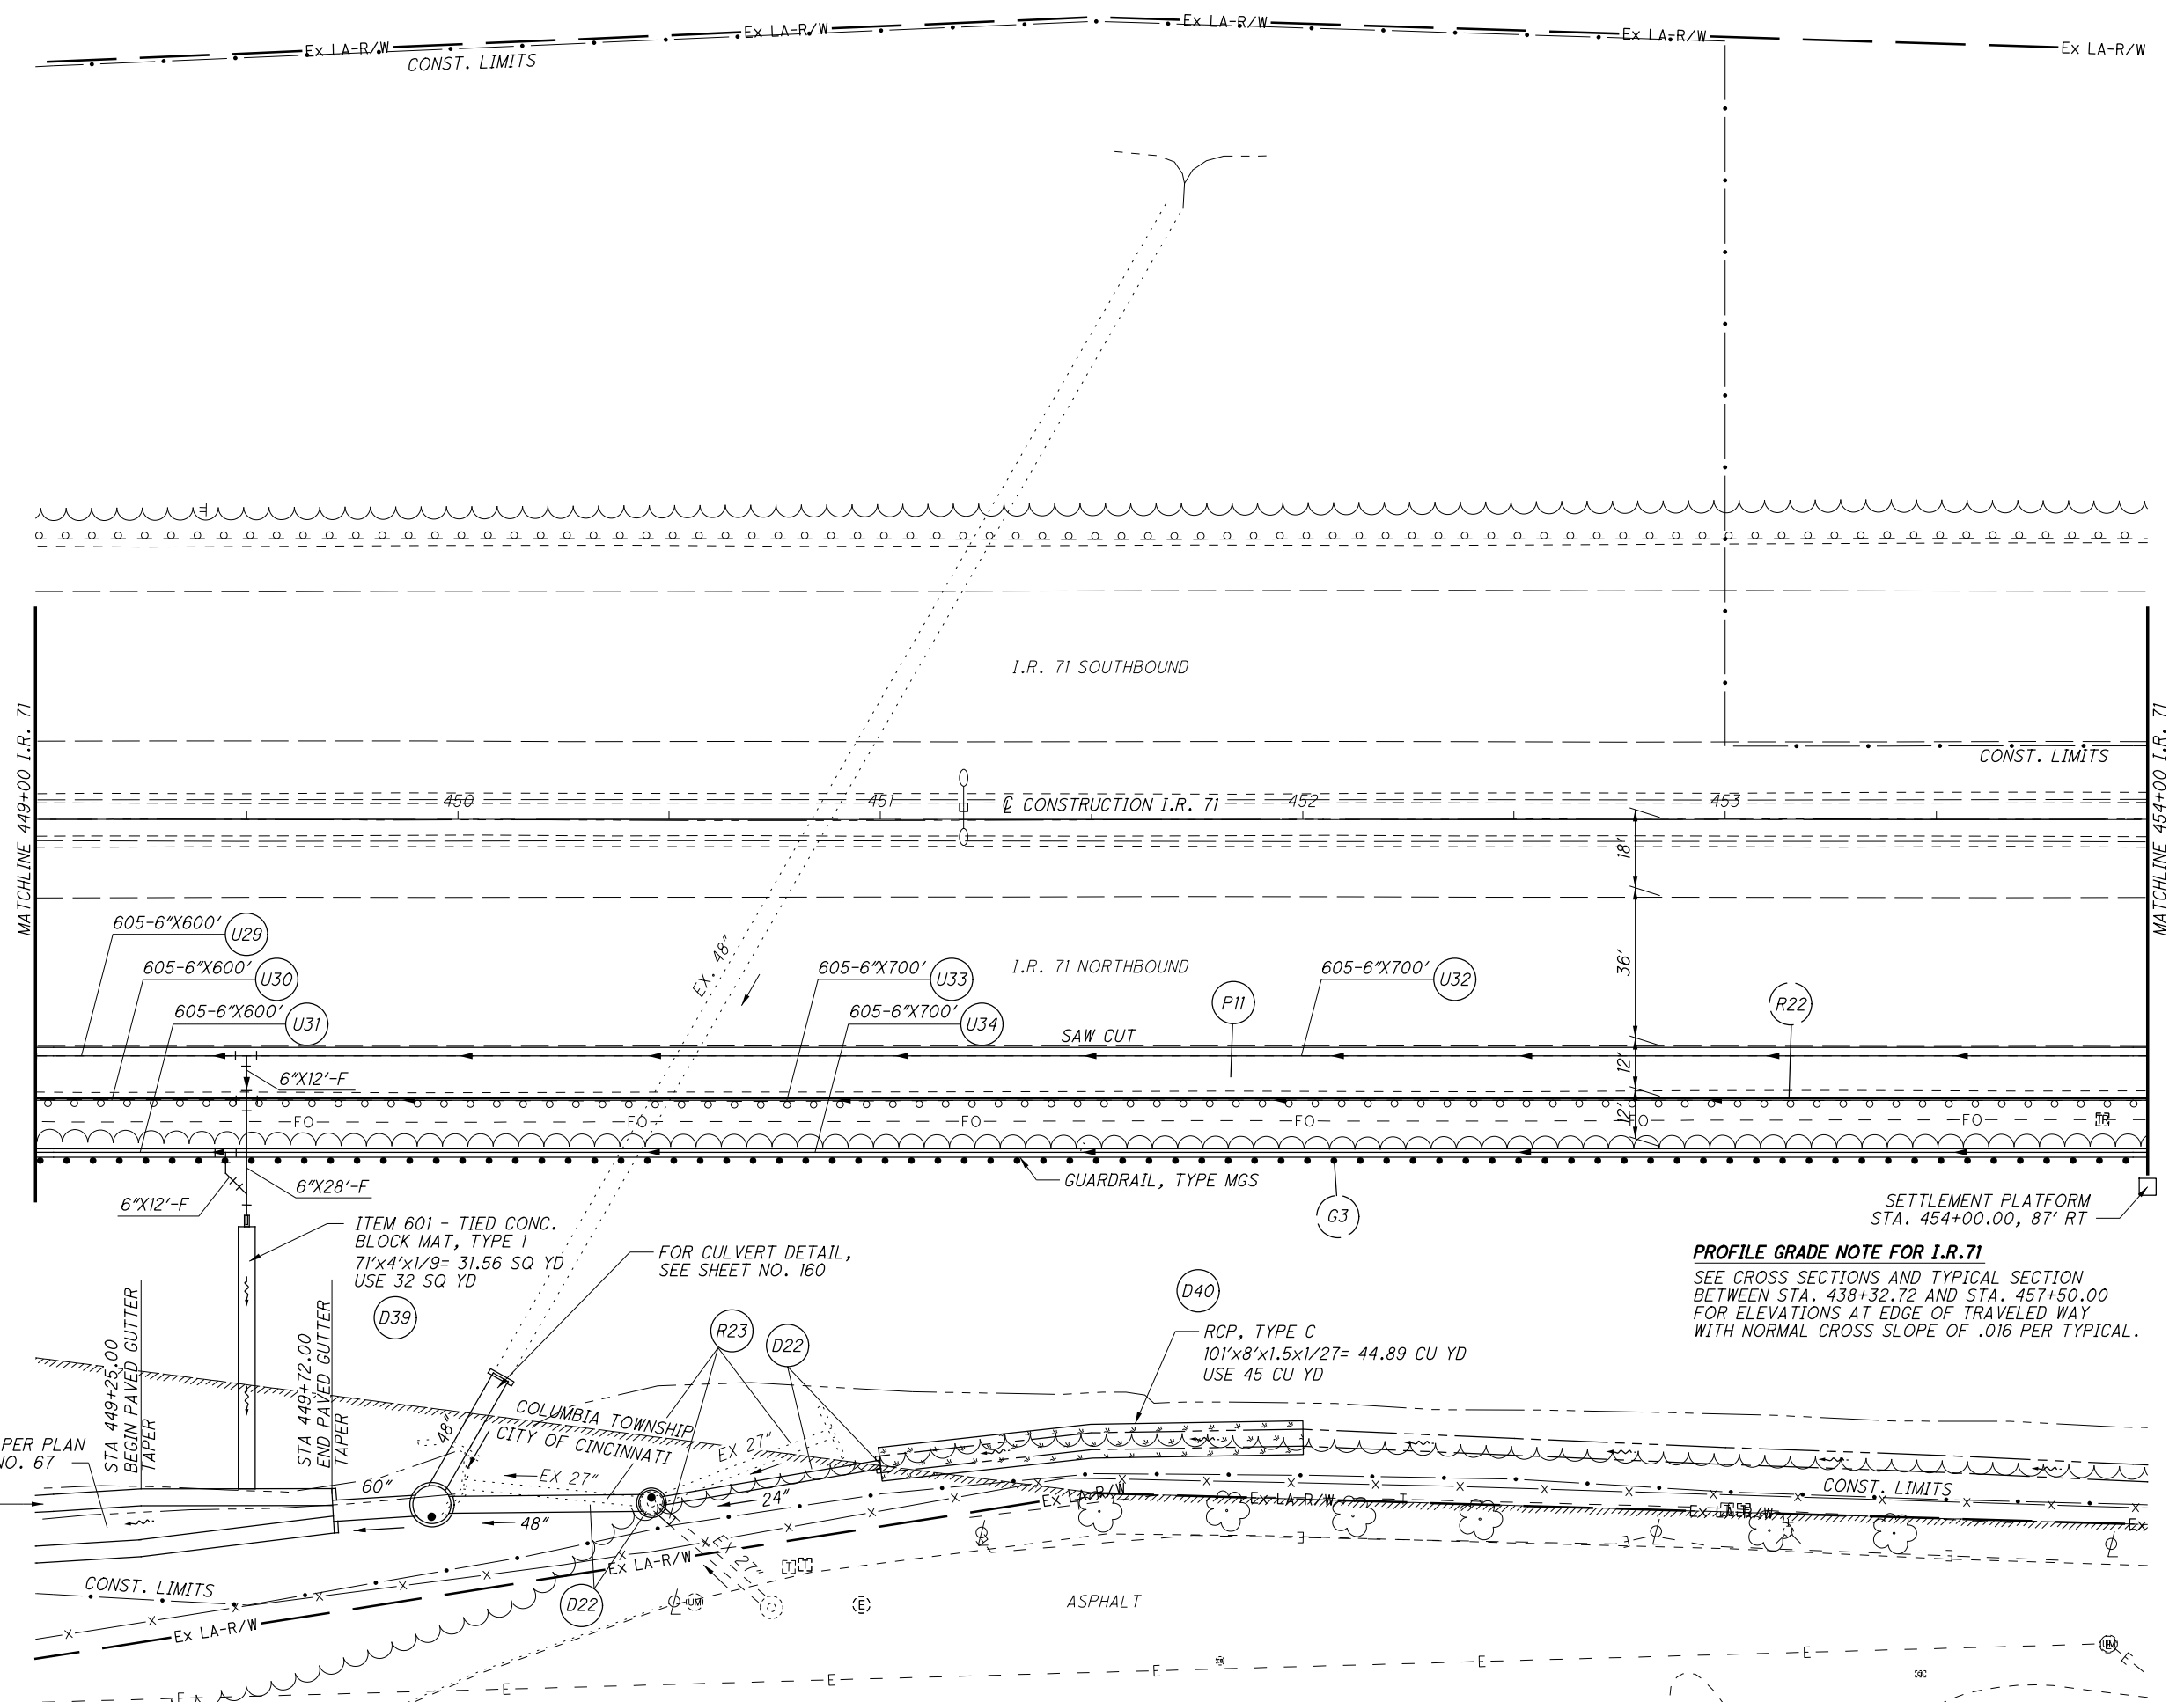 Ex LA-R/W
Ex LA-R/W
Ex LA-R/W
Ex LA-R/W
Ex LA-R/W
CONST. LIMITS
I.R. 71 SOUTHBOUND
MATCHLINE 449+00 I.R. 71
MATCHLINE 454+00 I.R. 71
CONST. LIMITS
450
451
℄ CONSTRUCTION I.R. 71
452
453
18'
36'
12'
12'
605-6"X600' U29
605-6"X600' U30
605-6"X600' U31
EX. 48"
605-6"X700' U33
605-6"X700' U34
I.R. 71 NORTHBOUND
P11
605-6"X700' U32
R22
SAW CUT
6"X12'-F
FO
FO
FO
FO
FO
FO
TR
6"X12'-F
6"X28'-F
GUARDRAIL, TYPE MGS
G3
SETTLEMENT PLATFORM
STA. 454+00.00, 87' RT
ITEM 601 - TIED CONC.
BLOCK MAT, TYPE 1
71'x4'x1/9= 31.56 SQ YD
USE 32 SQ YD
D39
FOR CULVERT DETAIL,
SEE SHEET NO. 160
PROFILE GRADE NOTE FOR I.R.71
SEE CROSS SECTIONS AND TYPICAL SECTION
BETWEEN STA. 438+32.72 AND STA. 457+50.00
FOR ELEVATIONS AT EDGE OF TRAVELED WAY
WITH NORMAL CROSS SLOPE OF .016 PER TYPICAL.
D40
RCP, TYPE C
101'x8'x1.5x1/27= 44.89 CU YD
USE 45 CU YD
R23
D22
STA 449+25.00
BEGIN PAVED GUTTER
TAPER
STA 449+72.00
END PAVED GUTTER
TAPER
PER PLAN
NO. 67
COLUMBIA TOWNSHIP
CITY OF CINCINNATI
48"
60"
EX 27"
EX 27"
24"
48"
EX 27"
D22
CONST. LIMITS
CONST. LIMITS
Ex LA-R/W
Ex LA-R/W
Ex LA-R/W
Ex LA-R/W
Ex LA-R/W
Ex
T
T
T
UM
E
ASPHALT
UM
E
E
E
E
E
E
E